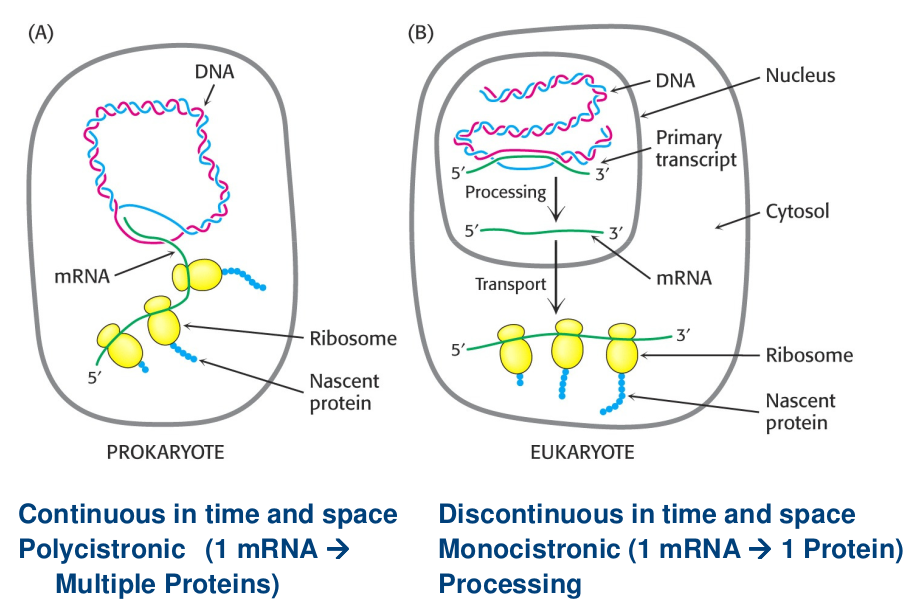 (A)
DNA
mRNA
Ribosome
Nascent
protein
5′
PROKARYOTE
(B)
DNA
Nucleus
Primary
transcript
5′
3′
Processing
Cytosol
5′
3′
mRNA
Transport
5′
3′
Ribosome
Nascent
protein
EUKARYOTE
Continuous in time and space
Polycistronic (1 mRNA →
Multiple Proteins)
Discontinuous in time and space
Monocistronic (1 mRNA → 1 Protein)
Processing